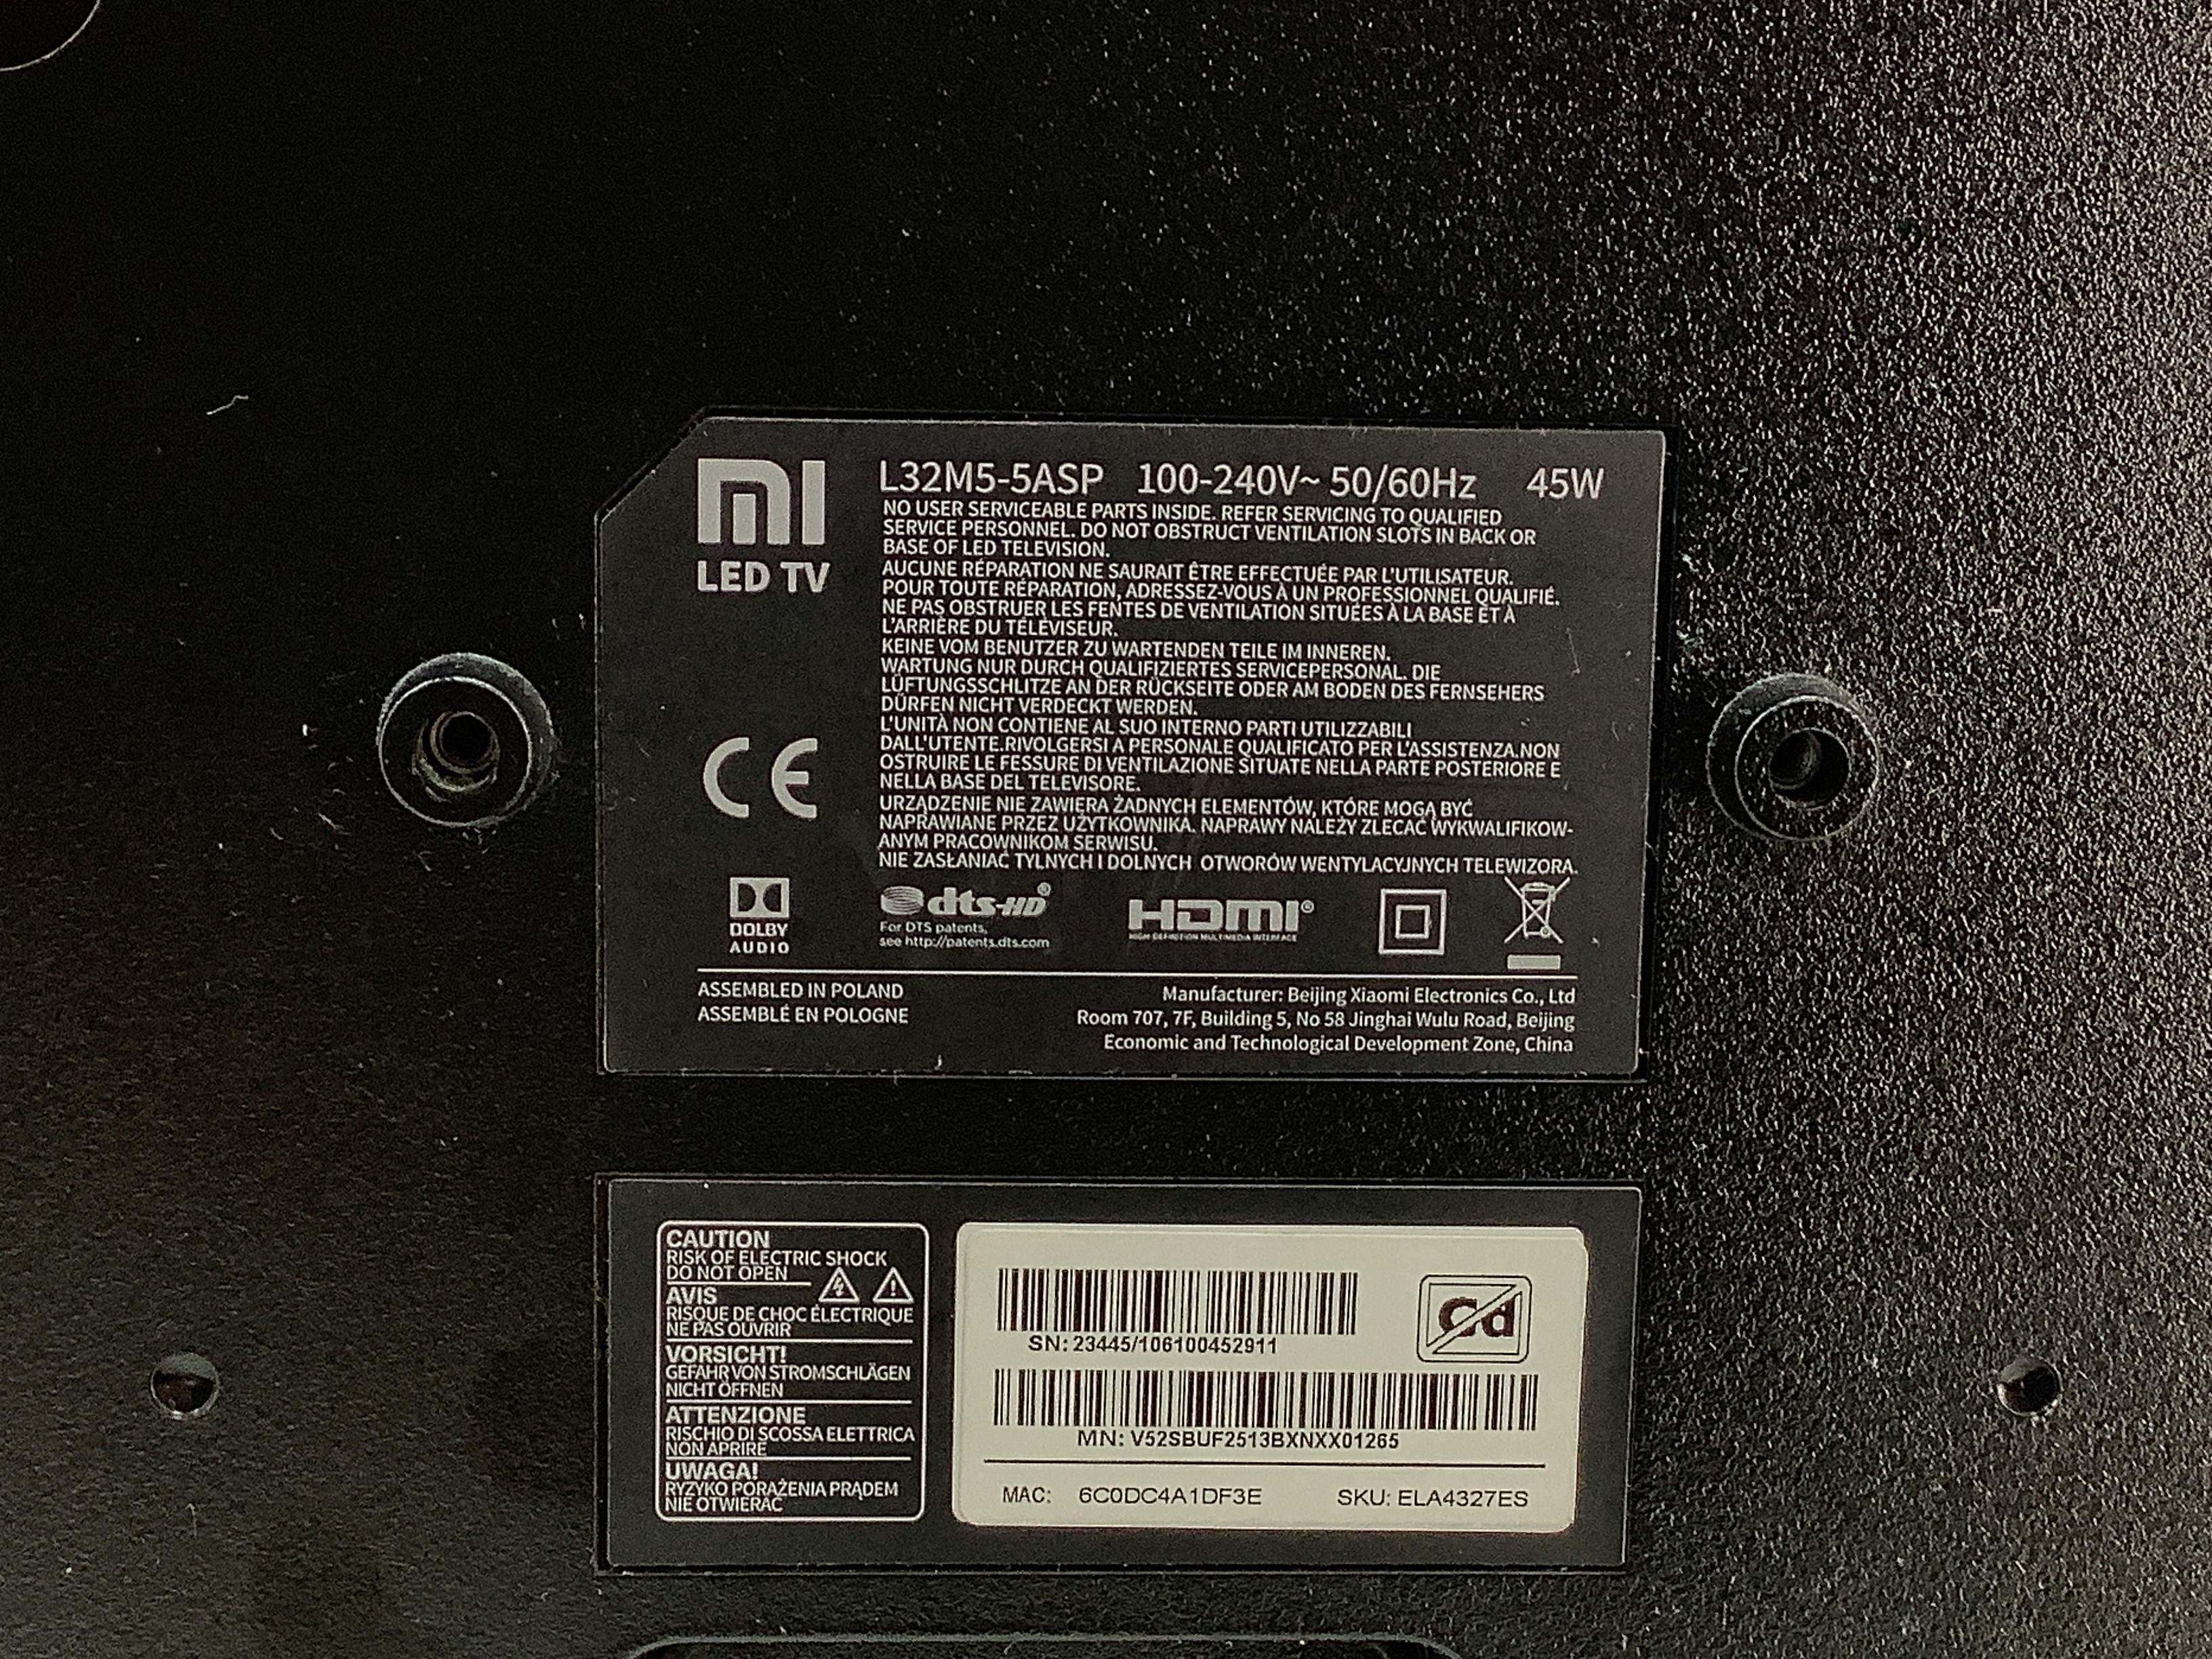 MI
LED TV
L32M5-5ASP 100-240V~ 50/60Hz 45W
NO USER SERVICEABLE PARTS INSIDE. REFER SERVICING TO QUALIFIED
SERVICE PERSONNEL. DO NOT OBSTRUCT VENTILATION SLOTS IN BACK OR
BASE OF LED TELEVISION.
AUCUNE RÉPARATION NE SAURAIT ÊTRE EFFECTUÉE PAR L'UTILISATEUR.
POUR TOUTE RÉPARATION, ADRESSEZ-VOUS À UN PROFESSIONNEL QUALIFIÉ.
NE PAS OBSTRUER LES FENTES DE VENTILATION SITUÉES À LA BASE ET À
L'ARRIÈRE DU TÉLÉVISEUR.
KEINE VOM BENUTZER ZU WARTENDEN TEILE IM INNEREN.
WARTUNG NUR DURCH QUALIFIZIERTES SERVICEPERSONAL. DIE
LÜFTUNGSSCHLITZE AN DER RÜCKSEITE ODER AM BODEN DES FERNSEHERS
DÜRFEN NICHT VERDECKT WERDEN.
L'UNITÀ NON CONTIENE AL SUO INTERNO PARTI UTILIZZABILI
DALL'UTENTE.RIVOLGERSI A PERSONALE QUALIFICATO PER L'ASSISTENZA.NON
OSTRUIRE LE FESSURE DI VENTILAZIONE SITUATE NELLA PARTE POSTERIORE E
NELLA BASE DEL TELEVISORE.
URZĄDZENIE NIE ZAWIERA ŻADNYCH ELEMENTÓW, KTÓRE MOGĄ BYĆ
NAPRAWIANE PRZEZ UŻYTKOWNIKA. NAPRAWY NALEŻY ZLECAĆ WYKWALIFIKOW-
ANYM PRACOWNIKOM SERWISU.
NIE ZASŁANIAĆ TYLNYCH I DOLNYCH OTWORÓW WENTYLACYJNYCH TELEWIZORA.
CE
DOLBY
AUDIO
dts-HD®
For DTS patents,
see http://patents.dts.com
HDMI®
HIGH-DEFINITION MULTIMEDIA INTERFACE
ASSEMBLED IN POLAND
ASSEMBLÉ EN POLOGNE
Manufacturer: Beijing Xiaomi Electronics Co., Ltd
Room 707, 7F, Building 5, No 58 Jinghai Wulu Road, Beijing
Economic and Technological Development Zone, China
CAUTION
RISK OF ELECTRIC SHOCK
DO NOT OPEN
AVIS
RISQUE DE CHOC ÉLECTRIQUE
NE PAS OUVRIR
VORSICHT!
GEFAHR VON STROMSCHLÄGEN
NICHT ÖFFNEN
ATTENZIONE
RISCHIO DI SCOSSA ELETTRICA
NON APRIRE
UWAGA!
RYZYKO PORAŻENIA PRĄDEM
NIE OTWIERAĆ
SN: 23445/106100452911
Cd
MN: V52SBUF2513BXNXX01265
MAC: 6C0DC4A1DF3E SKU: ELA4327ES